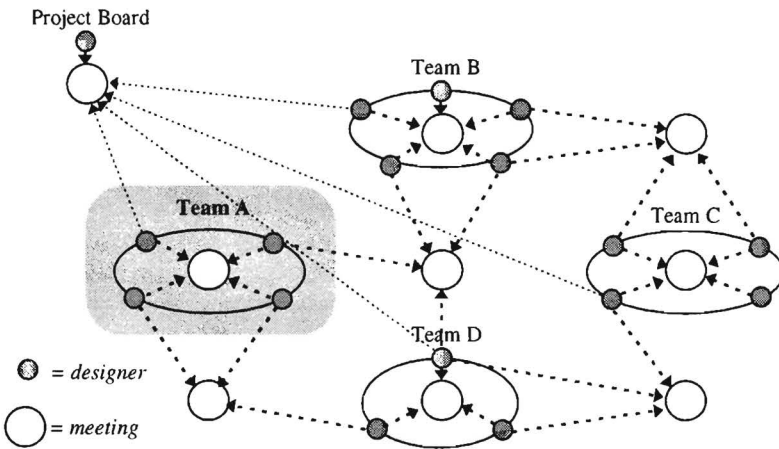 Project Board
Team B
Team A
Team C
Team D
= designer
= meeting